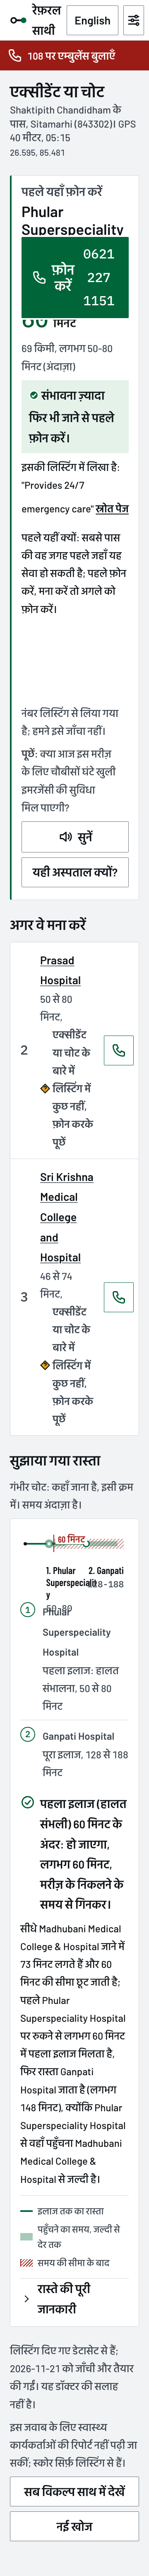 रेफ़रल साथी
English
108 पर एम्बुलेंस बुलाएँ
एक्सीडेंट या चोट
Shaktipith Chandidham के
पास, Sitamarhi (843302)। GPS
40 मीटर, 05:15
26.595, 85.481
पहले यहाँ फ़ोन करें
Phular
Superspeciality
फ़ोन करें
0621
227
1151
60 मिनट
69 किमी, लगभग 50-80
मिनट (अंदाज़ा)
संभावना ज़्यादा
फिर भी जाने से पहले
फ़ोन करें।
इसकी लिस्टिंग में लिखा है:
"Provides 24/7
emergency care" स्रोत पेज
पहले यहीं क्यों: सबसे पास
की वह जगह पहले जहाँ यह
सेवा हो सकती है; पहले फ़ोन
करें, मना करें तो अगले को
फ़ोन करें।
नंबर लिस्टिंग से लिया गया
है; हमने इसे जाँचा नहीं।
पूछें: क्या आज इस मरीज़
के लिए चौबीसों घंटे खुली
इमरजेंसी की सुविधा
मिल पाएगी?
सुनें
यही अस्पताल क्यों?
अगर वे मना करें
2
Prasad
Hospital
50 से 80
मिनट,
एक्सीडेंट
या चोट के
बारे में
लिस्टिंग में
कुछ नहीं,
फ़ोन करके
पूछें
3
Sri Krishna
Medical
College
and
Hospital
46 से 74
मिनट,
एक्सीडेंट
या चोट के
बारे में
लिस्टिंग में
कुछ नहीं,
फ़ोन करके
पूछें
सुझाया गया रास्ता
गंभीर चोट: कहाँ जाना है, इसी क्रम
में। समय अंदाज़ा है।
60 मिनट
1. Phular
Superspeciality
50-80
2. Ganpati
128-188
1
Phular
Superspeciality
Hospital
पहला इलाज: हालत
संभालना, 50 से 80
मिनट
2
Ganpati Hospital
पूरा इलाज, 128 से 188
मिनट
पहला इलाज (हालत
संभली) 60 मिनट के
अंदर: हो जाएगा,
लगभग 60 मिनट,
मरीज़ के निकलने के
समय से गिनकर।
सीधे Madhubani Medical
College & Hospital जाने में
73 मिनट लगते हैं और 60
मिनट की सीमा छूट जाती है;
पहले Phular
Superspeciality Hospital
पर रुकने से लगभग 60 मिनट
में पहला इलाज मिलता है,
फिर रास्ता Ganpati
Hospital जाता है (लगभग
148 मिनट), क्योंकि Phular
Superspeciality Hospital
से वहाँ पहुँचना Madhubani
Medical College &
Hospital से जल्दी है।
इलाज तक का रास्ता
पहुँचने का समय, जल्दी से
देर तक
समय की सीमा के बाद
रास्ते की पूरी
जानकारी
लिस्टिंग दिए गए डेटासेट से हैं;
2026-11-21 को जाँची और तैयार
की गईं। यह डॉक्टर की सलाह
नहीं है।
इस जवाब के लिए स्वास्थ्य
कार्यकर्ताओं की रिपोर्ट नहीं पढ़ी जा
सकीं; स्कोर सिर्फ़ लिस्टिंग से हैं।
सब विकल्प साथ में देखें
नई खोज